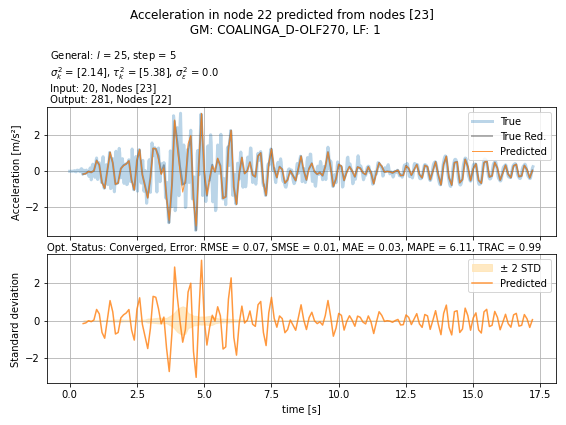 Acceleration in node 22 predicted from nodes [23]
GM: COALINGA_D-OLF270, LF: 1
General: l = 25, step = 5
σ²ₖ = [2.14], τ²ₖ = [5.38], σ²ε = 0.0
Input: 20, Nodes [23]
Output: 281, Nodes [22]
True
True Red.
Predicted
Acceleration [m/s²]
2
0
−2
Opt. Status: Converged, Error: RMSE = 0.07, SMSE = 0.01, MAE = 0.03, MAPE = 6.11, TRAC = 0.99
± 2 STD
Predicted
Standard deviation
2
0
−2
0.0 2.5 5.0 7.5 10.0 12.5 15.0 17.5
time [s]